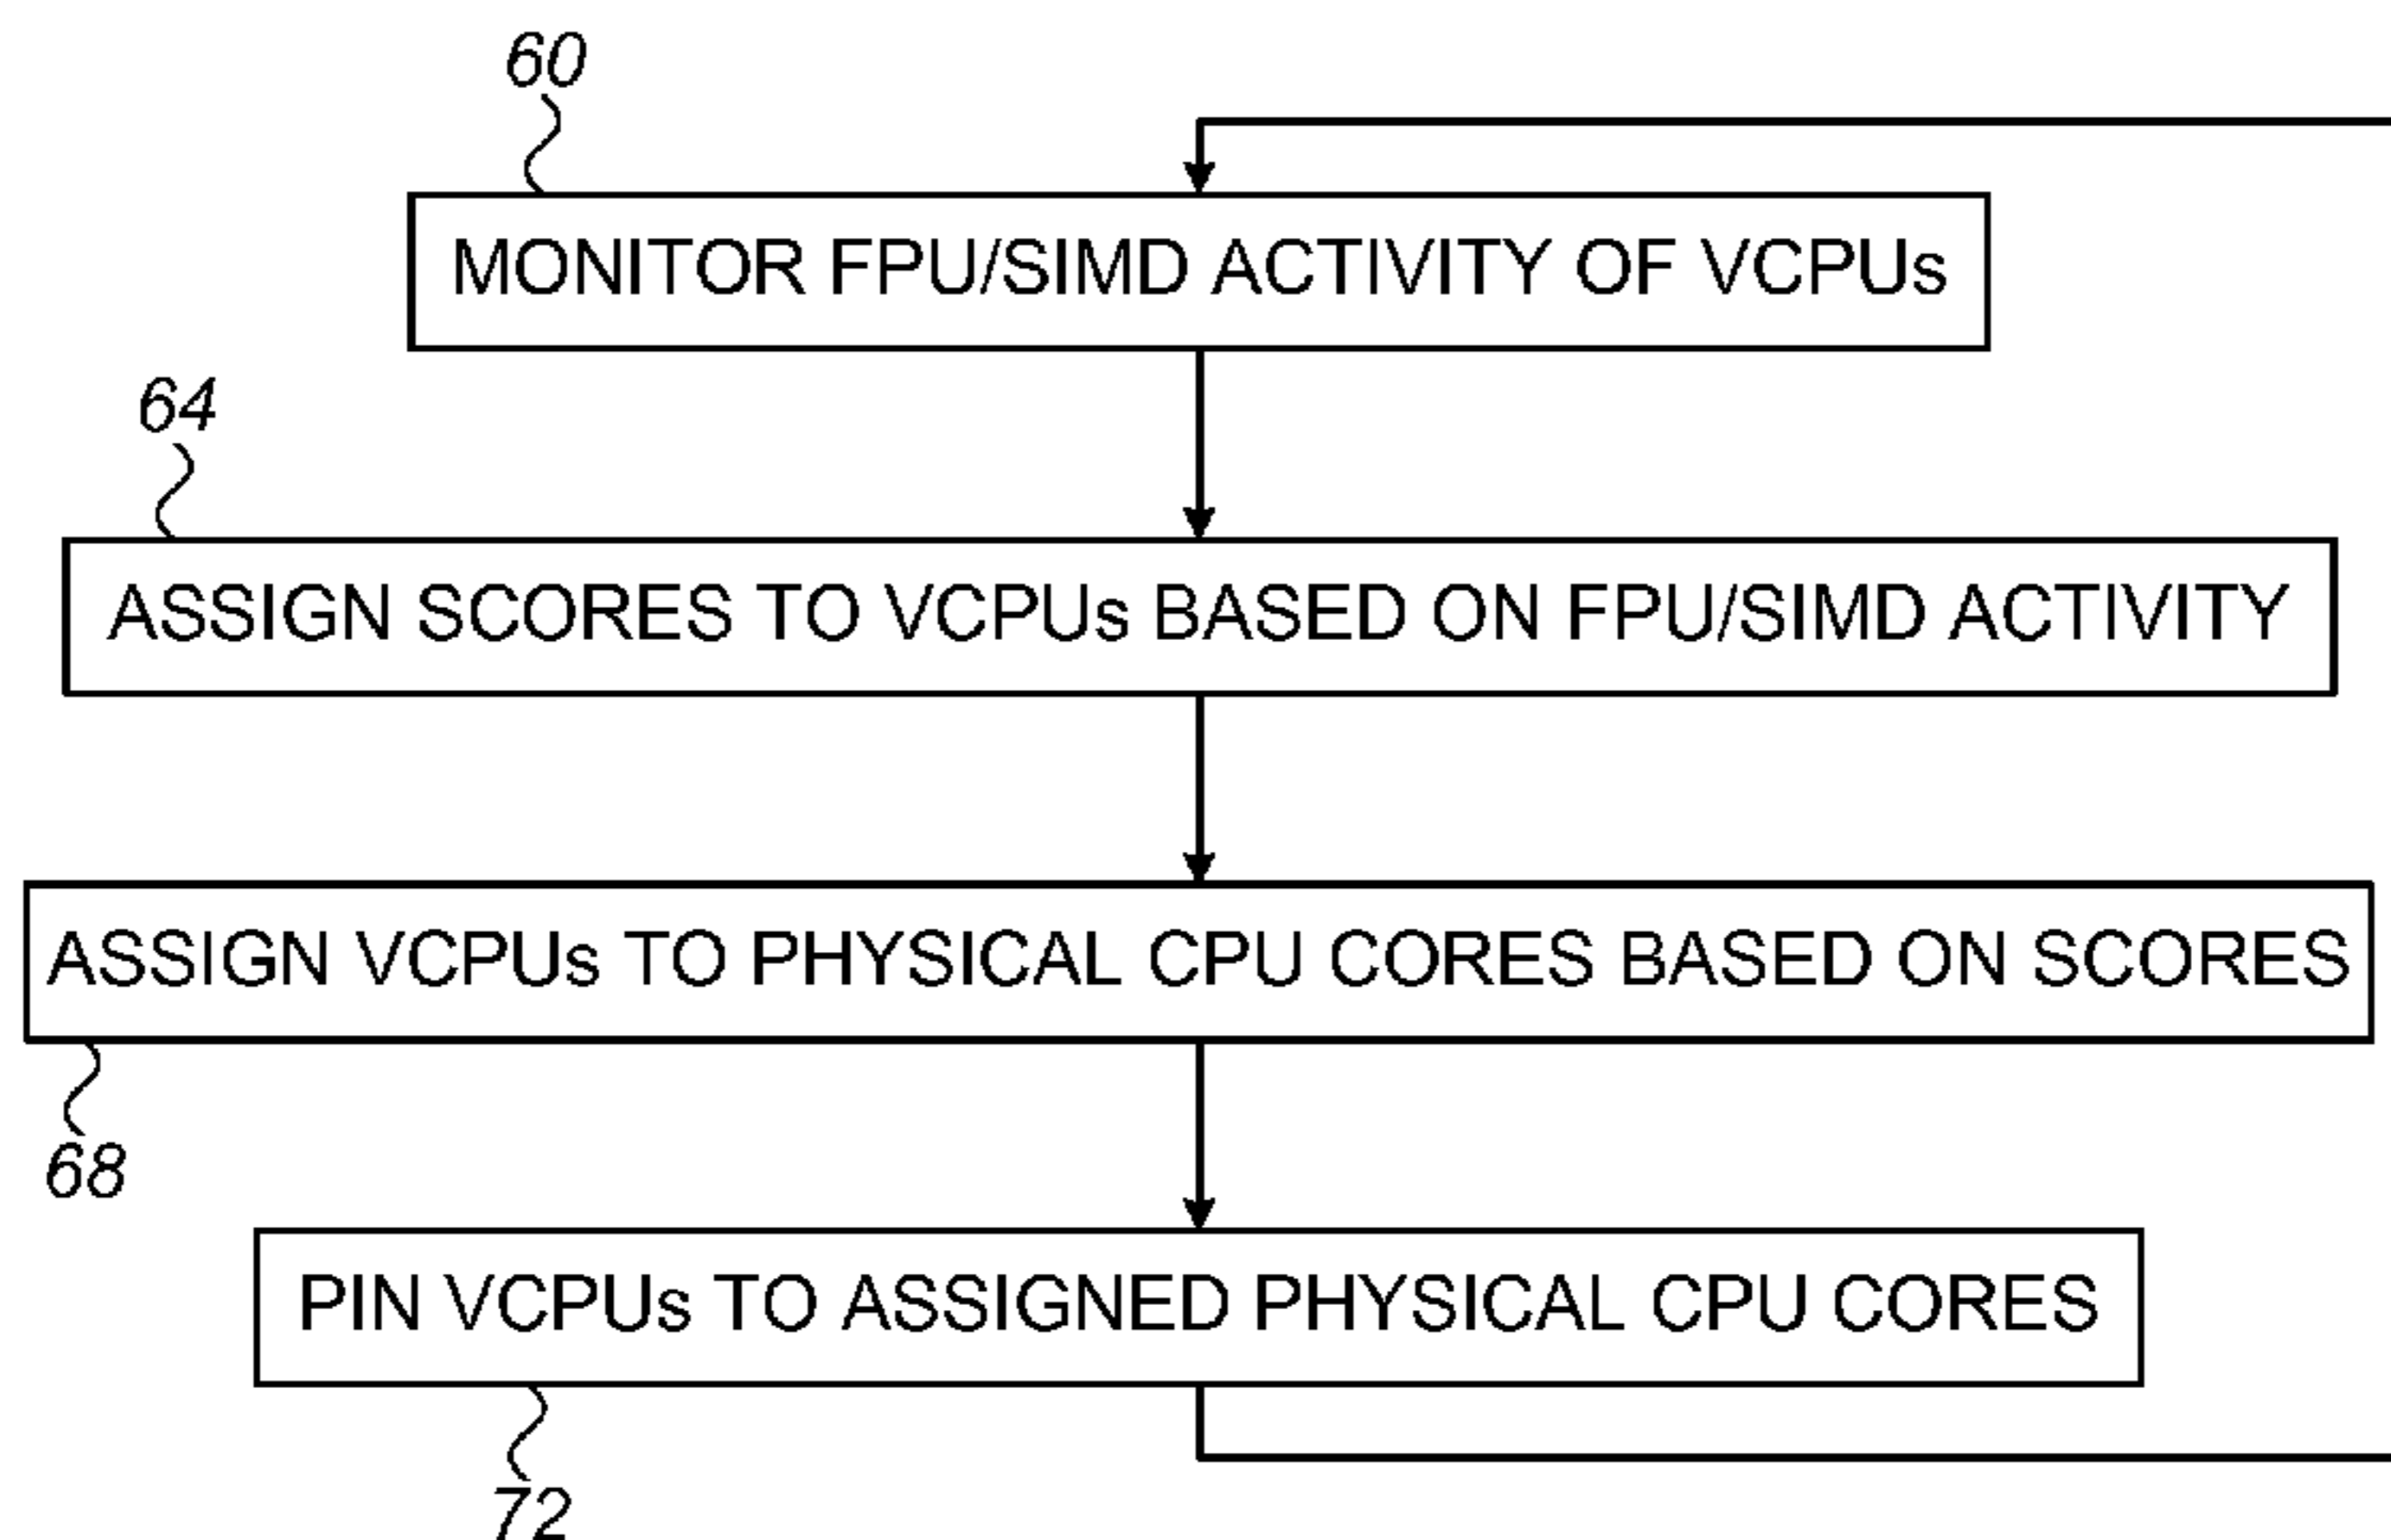 60
MONITOR FPU/SIMD ACTIVITY OF VCPUs
64
ASSIGN SCORES TO VCPUs BASED ON FPU/SIMD ACTIVITY
ASSIGN VCPUs TO PHYSICAL CPU CORES BASED ON SCORES
68
PIN VCPUs TO ASSIGNED PHYSICAL CPU CORES
72